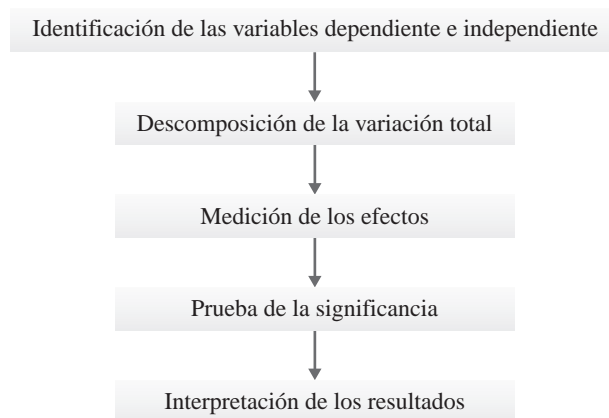 Identificación de las variables dependiente e independiente
Descomposición de la variación total
Medición de los efectos
Prueba de la significancia
Interpretación de los resultados